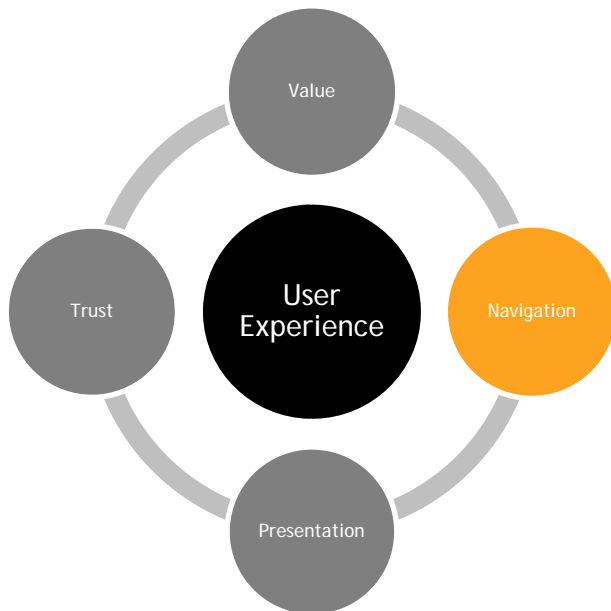 Value
Trust
User
Experience
Navigation
Presentation